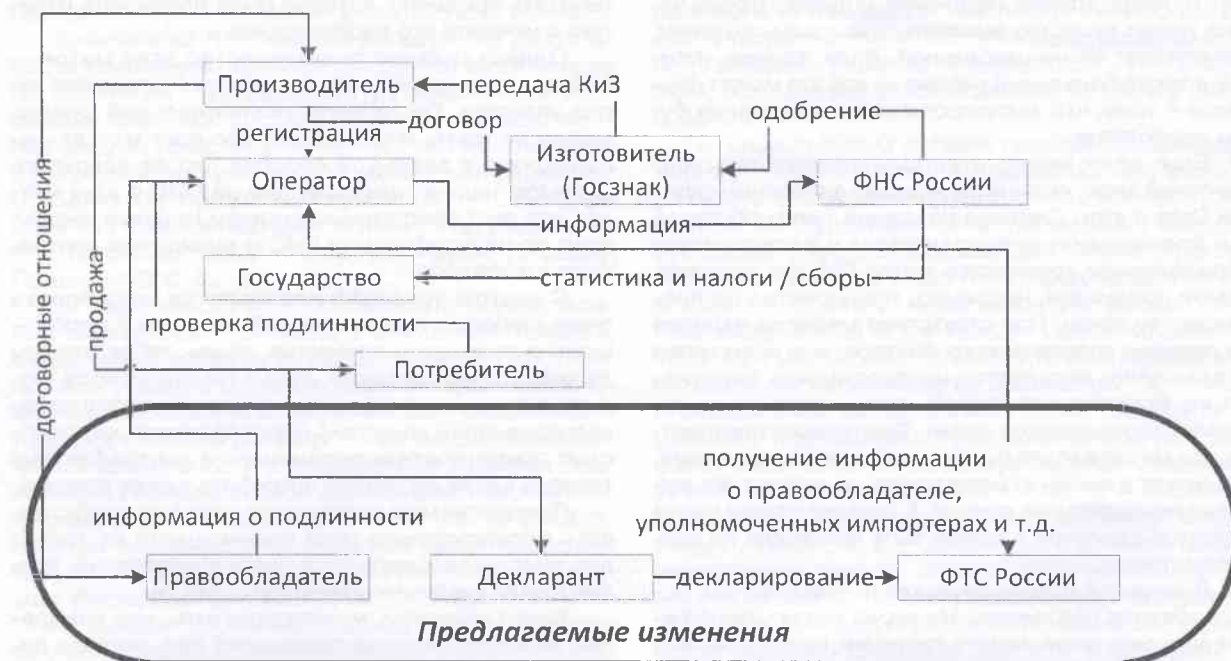 Производитель
передача КиЗ
регистрация
договор
одобрение
Изготовитель
(Госзнак)
Оператор
ФНС России
информация
Государство
статистика и налоги / сборы
проверка подлинности
Потребитель
договорные отношения
продажа
получение информации
о правообладателе,
уполномоченных импортерах и т.д.
информация о подлинности
Правообладатель
Декларант
декларирование
ФТС России
Предлагаемые изменения